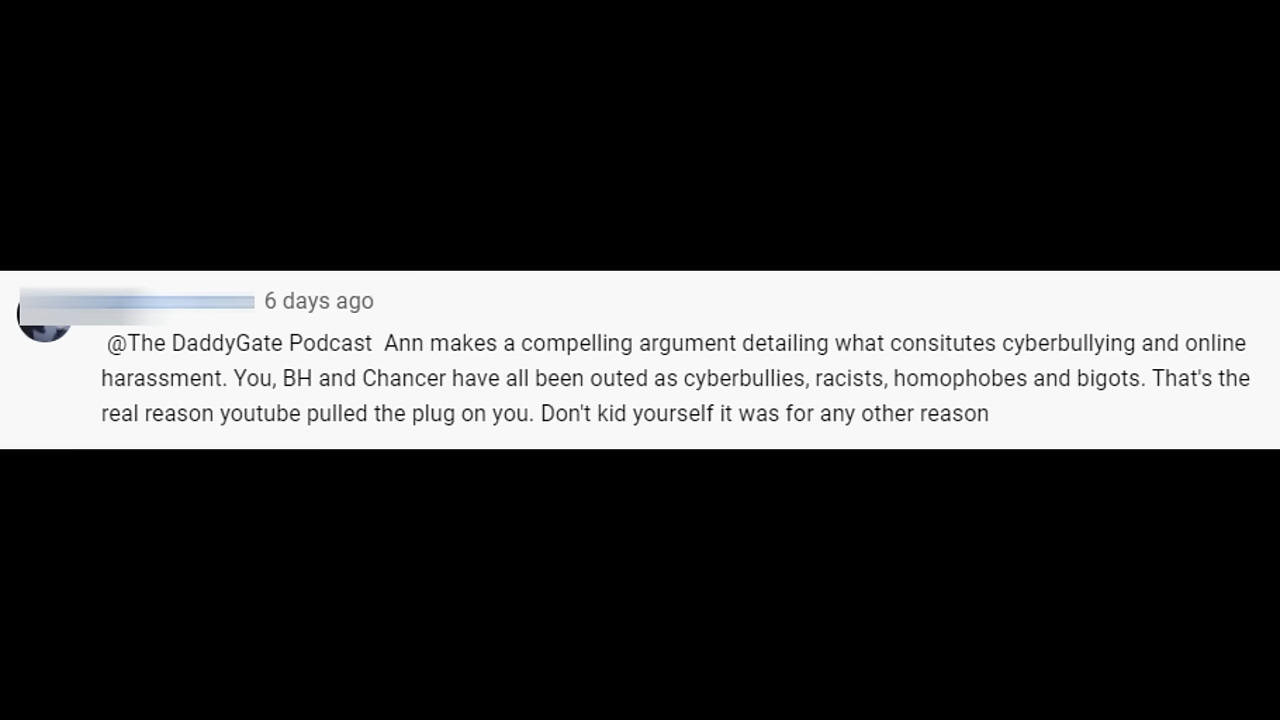 6 days ago
@The DaddyGate Podcast Ann makes a compelling argument detailing what consitutes cyberbullying and online
harassment. You, BH and Chancer have all been outed as cyberbullies, racists, homophobes and bigots. That's the
real reason youtube pulled the plug on you. Don't kid yourself it was for any other reason